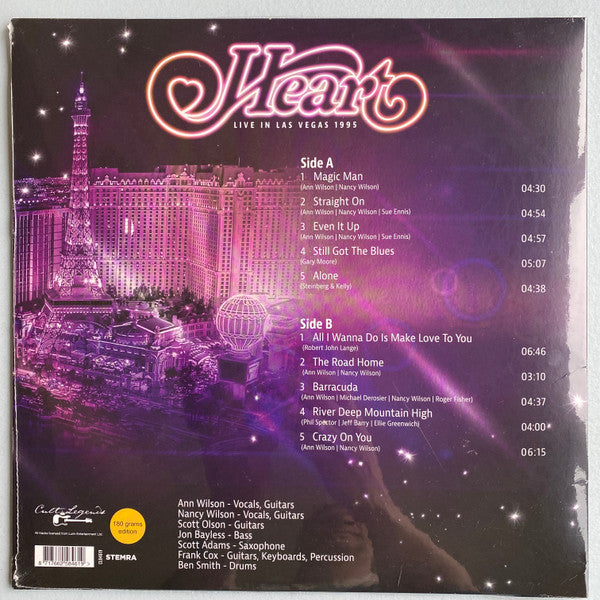 Heart
LIVE IN LAS VEGAS 1995
Side A
1 Magic Man 04:30
(Ann Wilson | Nancy Wilson)
2 Straight On 04:54
(Ann Wilson | Nancy Wilson | Sue Ennis)
3 Even It Up 04:57
(Ann Wilson | Nancy Wilson | Sue Ennis)
4 Still Got The Blues 05:07
(Gary Moore)
5 Alone 04:38
(Steinberg & Kelly)
Side B
1 All I Wanna Do Is Make Love To You 06:46
(Robert John Lange)
2 The Road Home 03:10
(Ann Wilson | Nancy Wilson)
3 Barracuda 04:37
(Ann Wilson | Michael Derosier | Nancy Wilson | Roger Fisher)
4 River Deep Mountain High 04:00
(Phil Spector | Jeff Barry | Ellie Greenwich)
5 Crazy On You 06:15
(Ann Wilson | Nancy Wilson)
Ann Wilson - Vocals, Guitars
Nancy Wilson - Vocals, Guitars
Scott Olson - Guitars
Jon Bayless - Bass
Scott Adams - Saxophone
Frank Cox - Guitars, Keyboards, Percussion
Ben Smith - Drums
Cult Legends
180 grams
edition
STEMRA
8 717662 584619 >